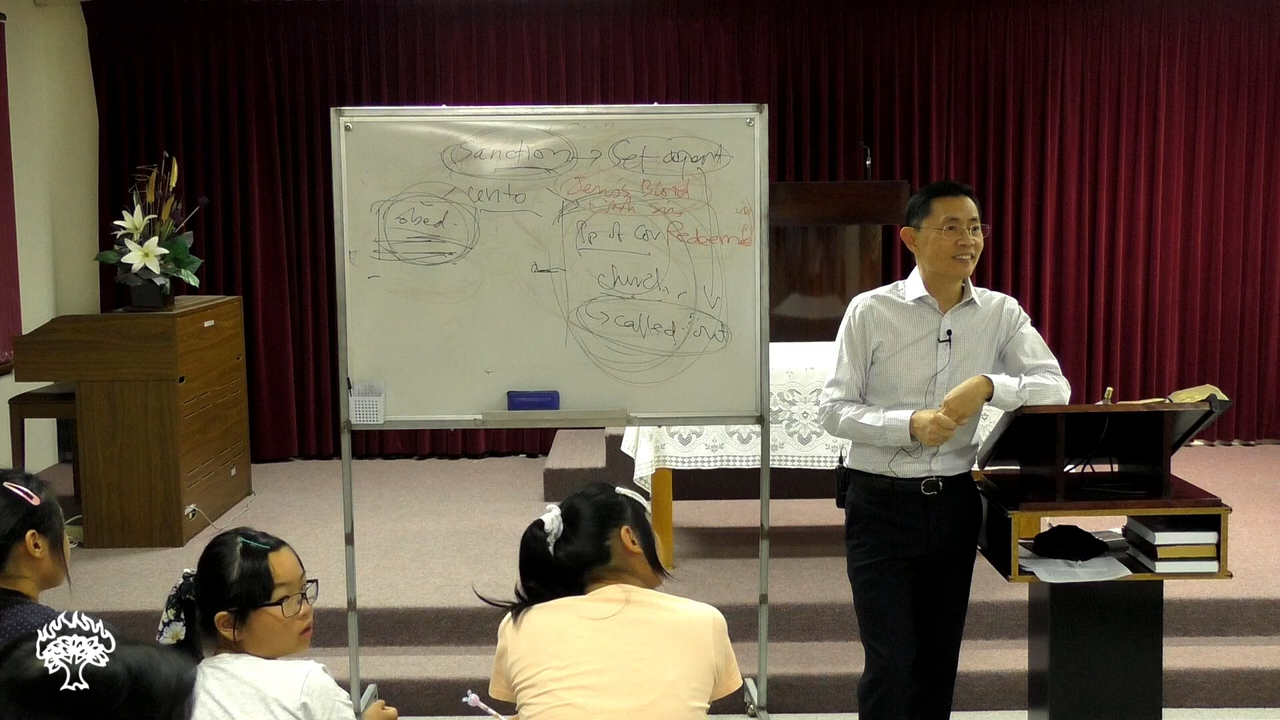 Sanction → Set apart
unto
Jesus Blood
obed.
Redeemed
church
↳ called-out